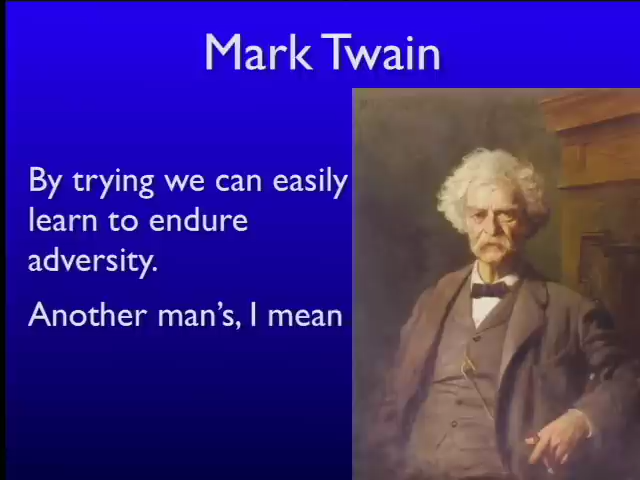 Mark Twain
By trying we can easily
learn to endure
adversity.
Another man's, I mean